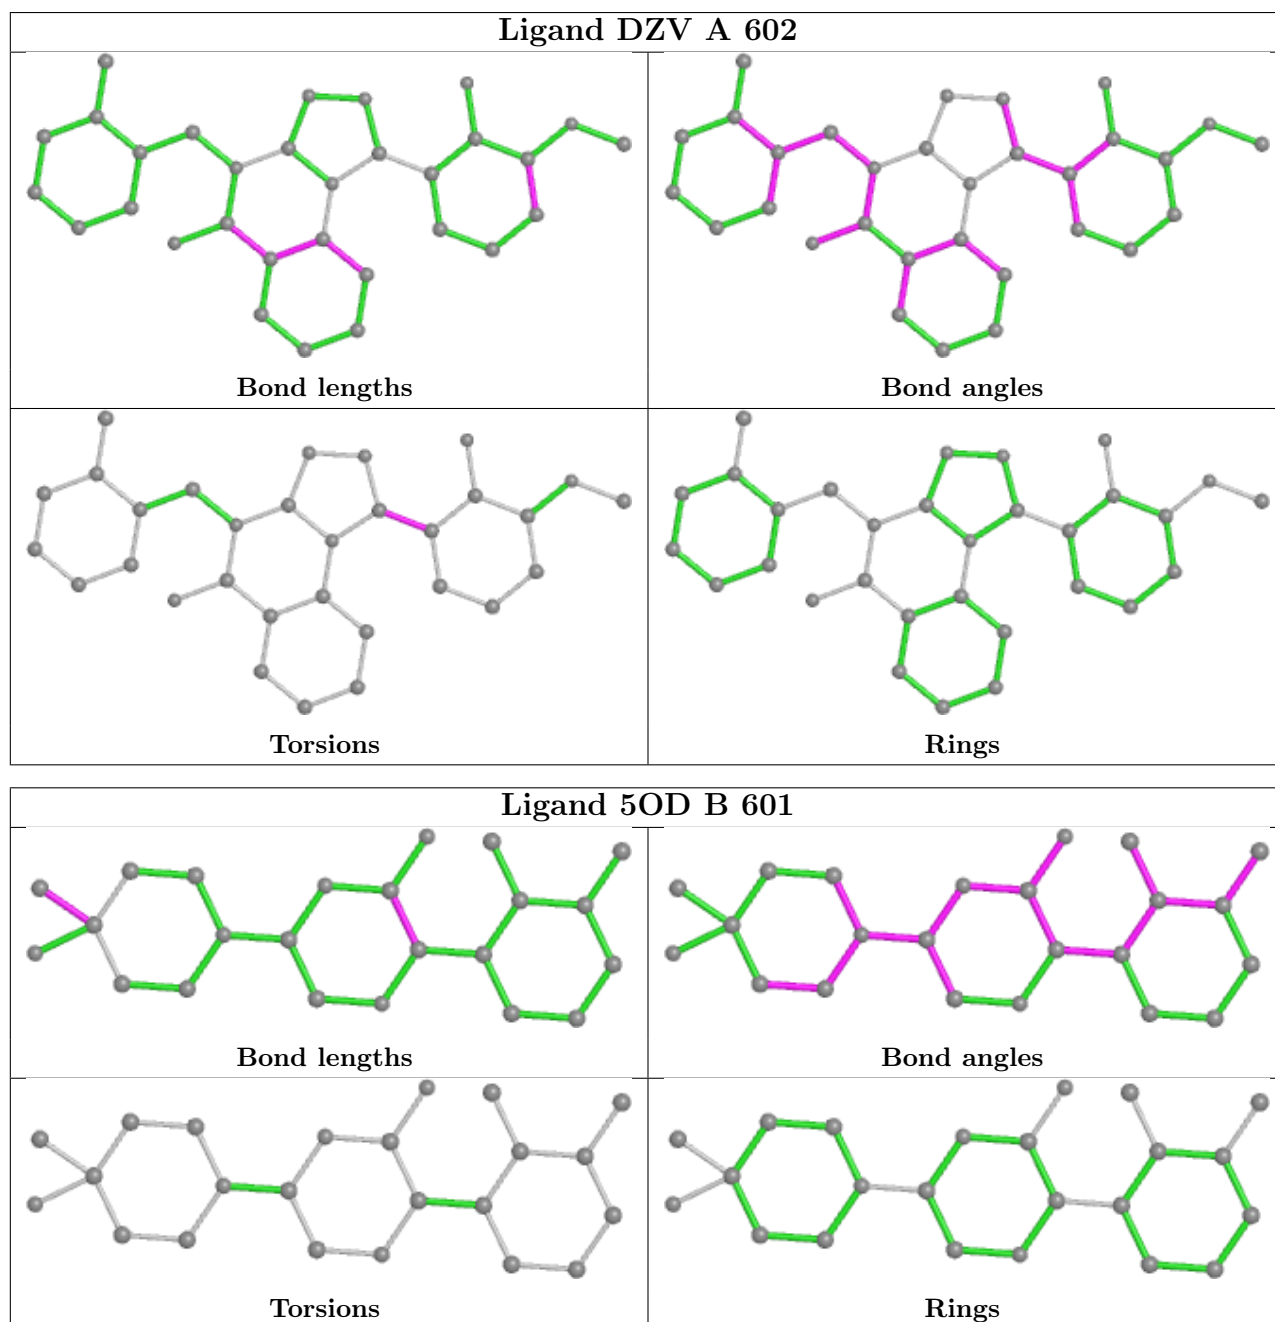 Ligand DZV A 602
Bond lengths
Bond angles
Torsions
Rings
Ligand 5OD B 601
Bond lengths
Bond angles
Torsions
Rings